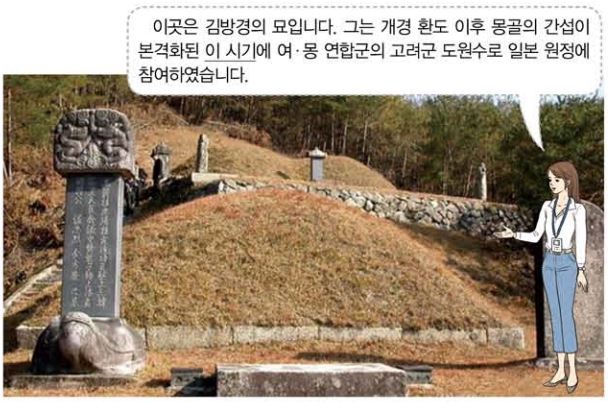 이곳은 김방경의 묘입니다. 그는 개경 환도 이후 몽골의 간섭이
본격화된 이 시기에 여·몽 연합군의 고려군 도원수로 일본 원정에
참여하였습니다.